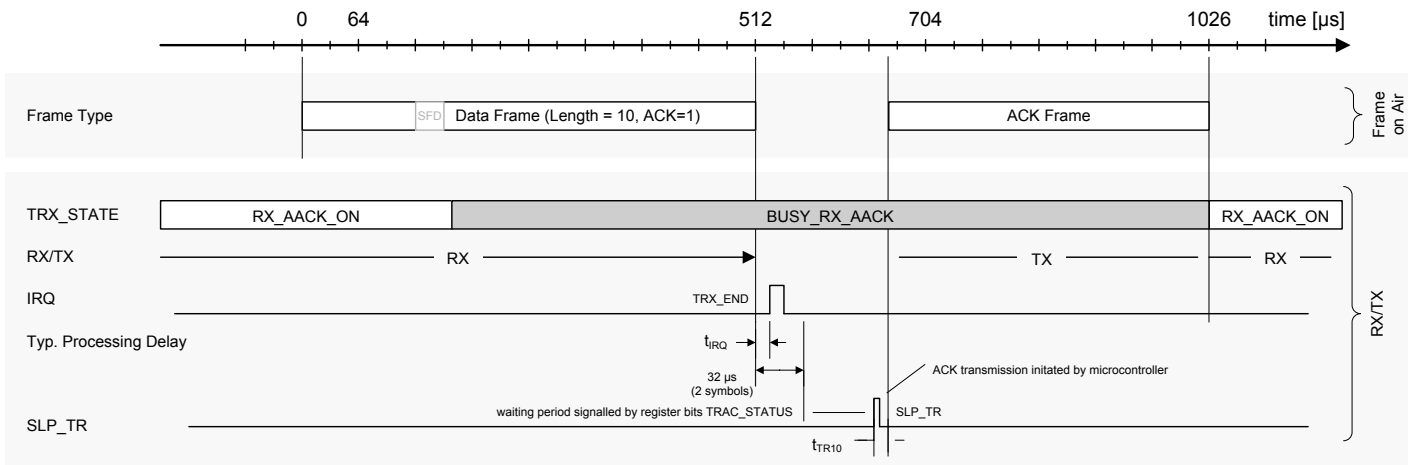 0 64 512 704 1026 time [µs]
Frame Type
SFD
Data Frame (Length = 10, ACK=1)
ACK Frame
Frame
on Air
TRX_STATE
RX_AACK_ON
BUSY_RX_AACK
RX_AACK_ON
RX/TX
RX
TX
RX
IRQ
TRX_END
RX/TX
Typ. Processing Delay
tIRQ
32 µs
(2 symbols)
ACK transmission initated by microcontroller
waiting period signalled by register bits TRAC_STATUS
SLP_TR
SLP_TR
tTR10